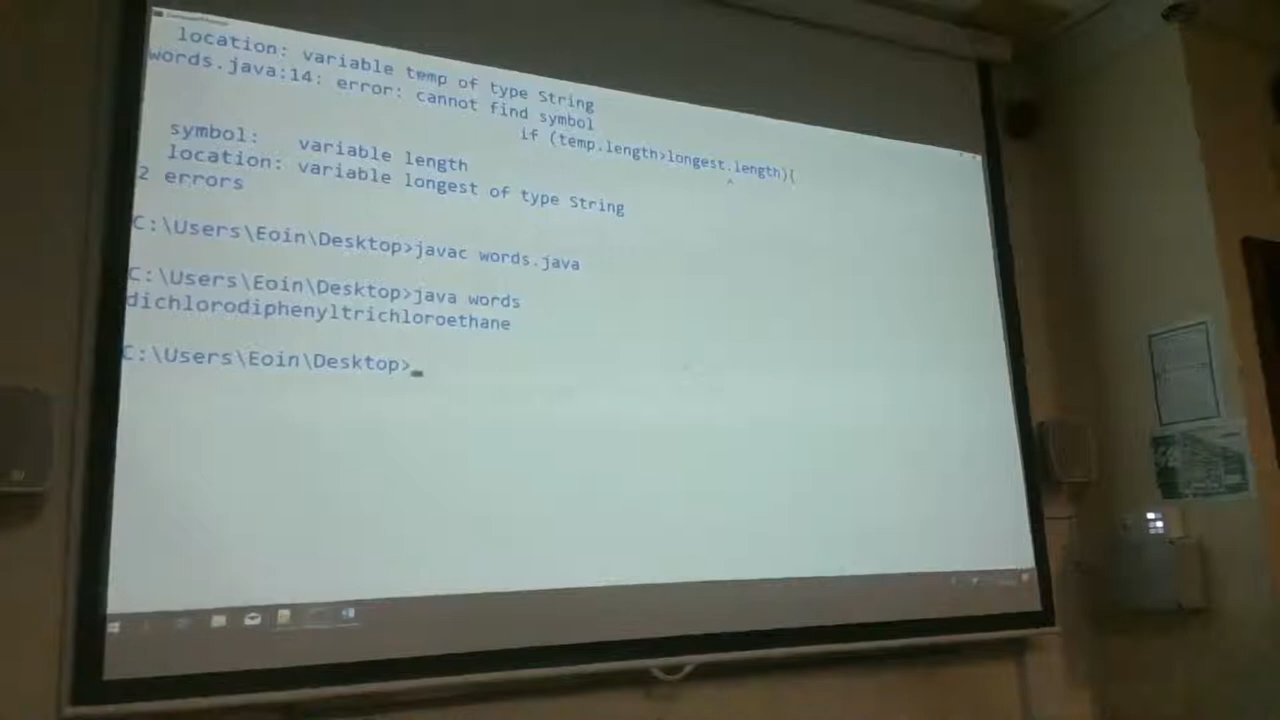 location: variable temp of type String
words.java:14: error: cannot find symbol
if (temp.length>longest.length){
^
symbol: variable length
location: variable longest of type String
2 errors
C:\Users\Eoin\Desktop>javac words.java
C:\Users\Eoin\Desktop>java words
dichlorodiphenyltrichloroethane
C:\Users\Eoin\Desktop>